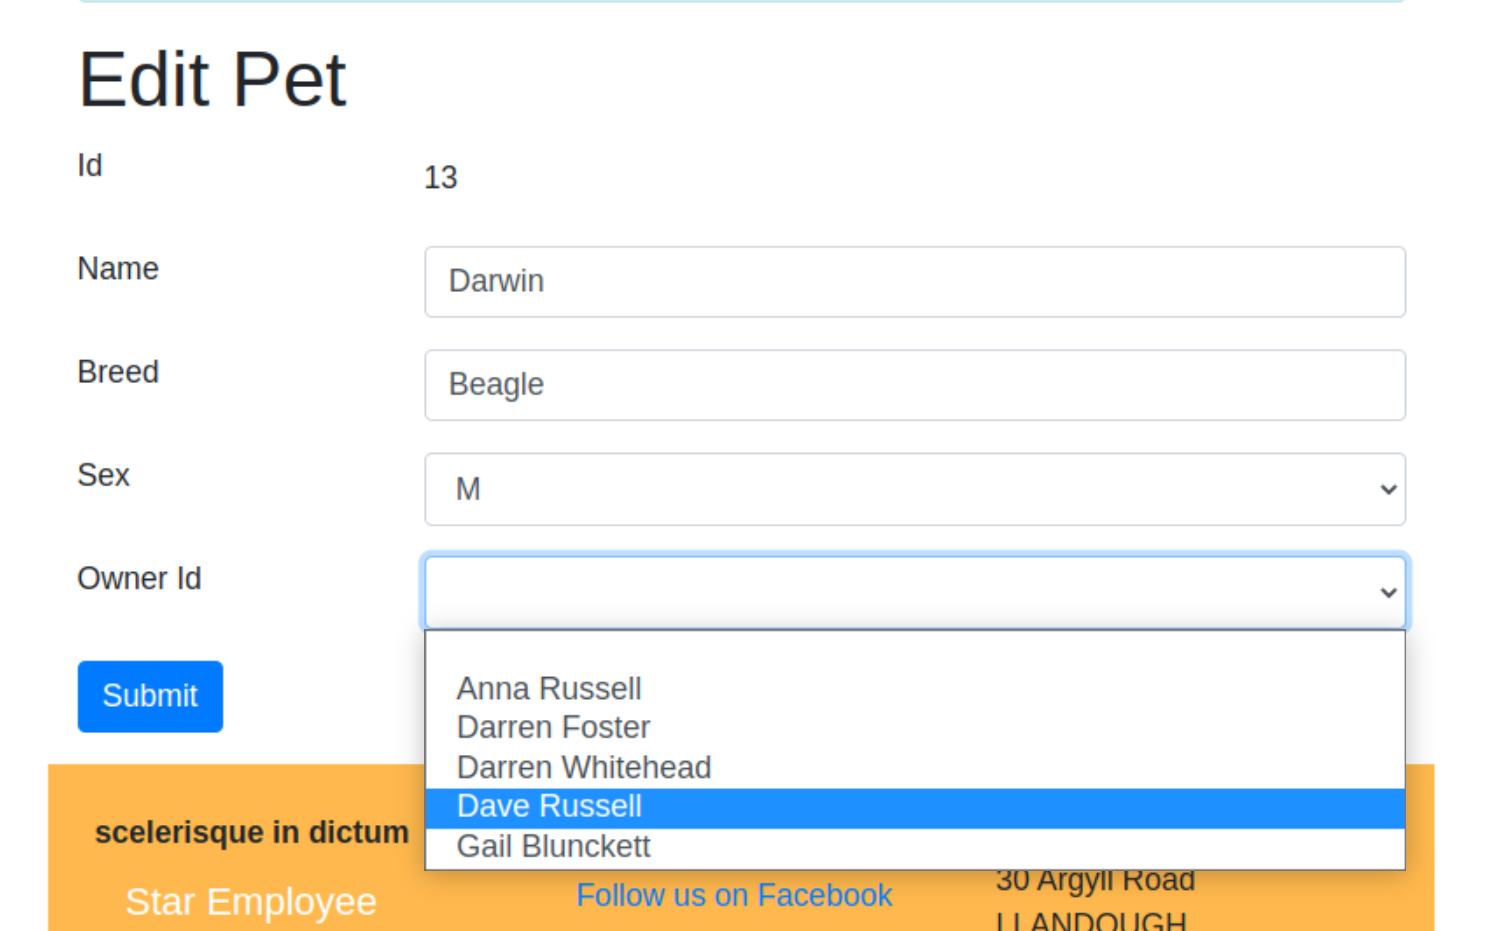 Edit Pet
Id
13
Name
Darwin
Breed
Beagle
Sex
M
Owner Id
Anna Russell
Darren Foster
Darren Whitehead
Dave Russell
Gail Blunckett
Submit
scelerisque in dictum
Star Employee
Follow us on Facebook
30 Argyll Road
LLANDOUGH